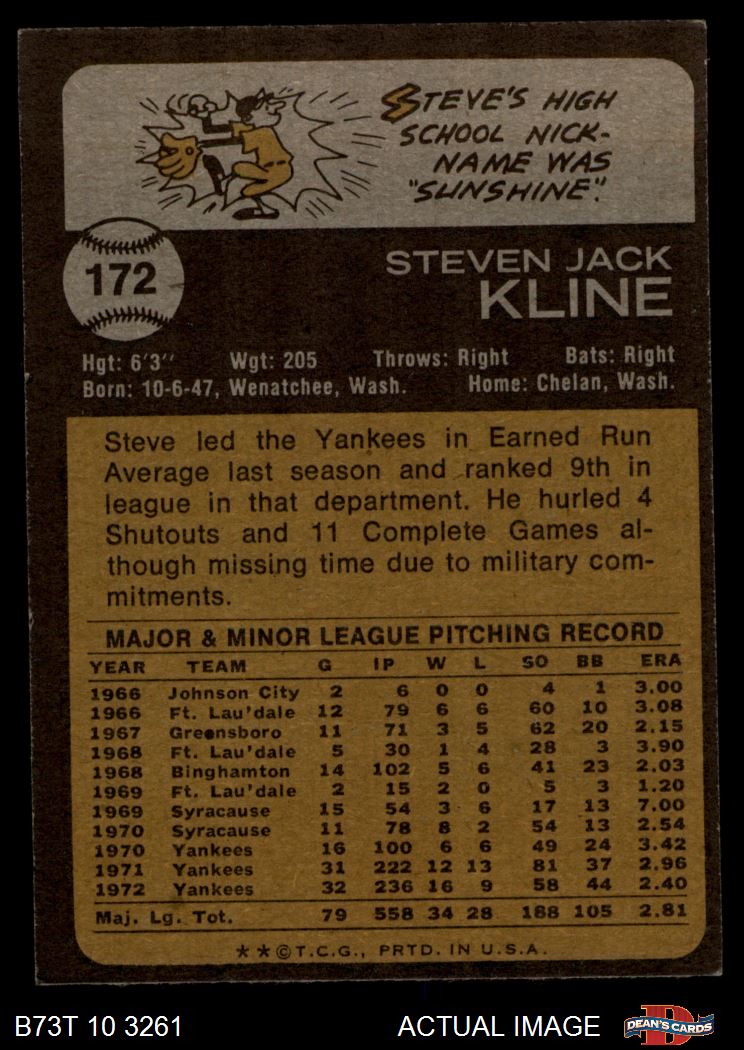 STEVE'S HIGH
SCHOOL NICK-
NAME WAS
"SUNSHINE."
172
STEVEN JACK
KLINE
Hgt: 6'3" Wgt: 205 Throws: Right Bats: Right
Born: 10-6-47, Wenatchee, Wash. Home: Chelan, Wash.
Steve led the Yankees in Earned Run
Average last season and ranked 9th in
league in that department. He hurled 4
Shutouts and 11 Complete Games al-
though missing time due to military com-
mitments.
MAJOR & MINOR LEAGUE PITCHING RECORD
YEAR TEAM G IP W L SO BB ERA
1966 Johnson City 2 6 0 0 4 1 3.00
1966 Ft. Lau'dale 12 79 6 6 60 10 3.08
1967 Greensboro 11 71 3 5 62 20 2.15
1968 Ft. Lau'dale 5 30 1 4 28 3 3.90
1968 Binghamton 14 102 5 6 41 23 2.03
1969 Ft. Lau'dale 2 15 2 0 5 3 1.20
1969 Syracause 15 54 3 6 17 13 7.00
1970 Syracause 11 78 8 2 54 13 2.54
1970 Yankees 16 100 6 6 49 24 3.42
1971 Yankees 31 222 12 13 81 37 2.96
1972 Yankees 32 236 16 9 58 44 2.40
Maj. Lg. Tot. 79 558 34 28 188 105 2.81
★★©T.C.G., PRTD. IN U.S.A.
B73T 10 3261 ACTUAL IMAGE
D
DEAN'S CARDS